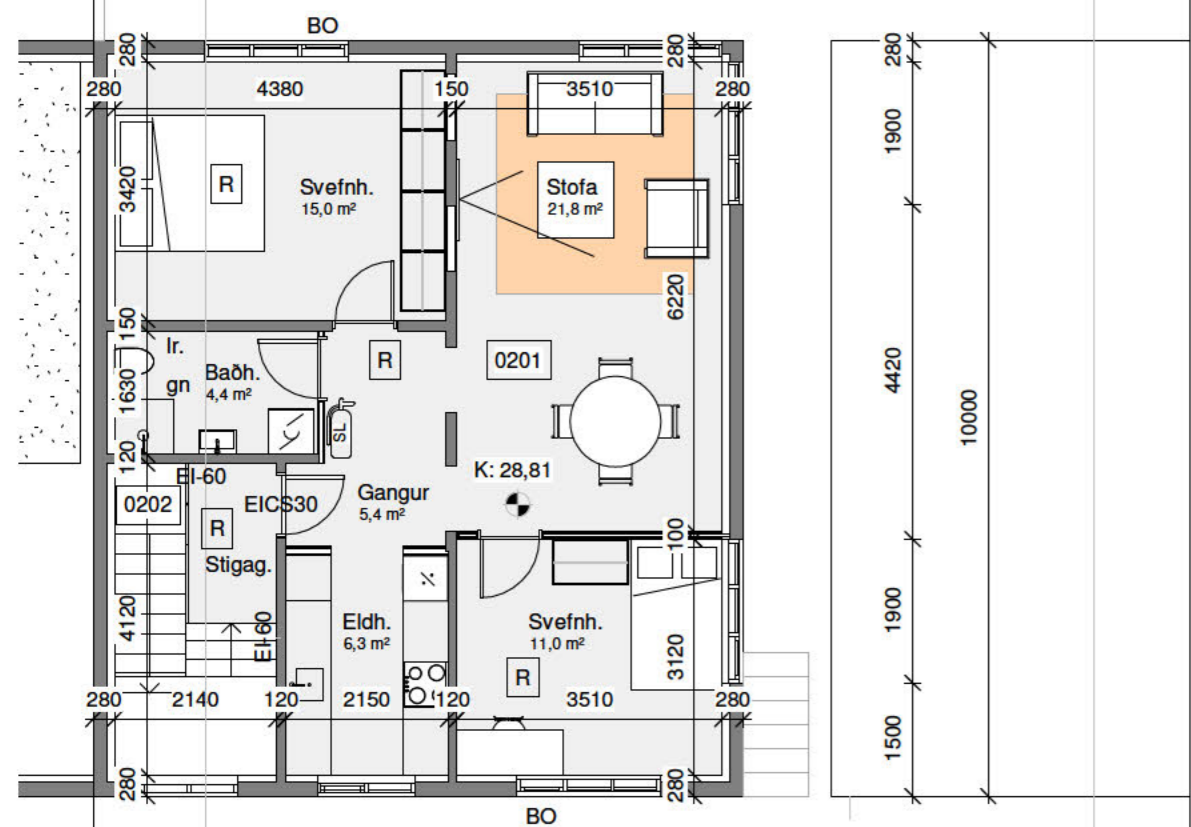 BO
280
280
280
280
4380
150
3510
280
1900
3420
R
Svefnh.
15,0 m²
Stofa
21,8 m²
6220
150
Ir.
gn
Baðh.
4,4 m²
R
0201
1630
4420
10000
SL
120
EI-60
K: 28,81
0202
EICS30
Gangur
5,4 m²
R
100
Stigag.
%
4120
EI-60
Eldh.
6,3 m²
Svefnh.
11,0 m²
1900
3120
R
280
2140
120
2150
120
3510
280
1500
280
280
BO